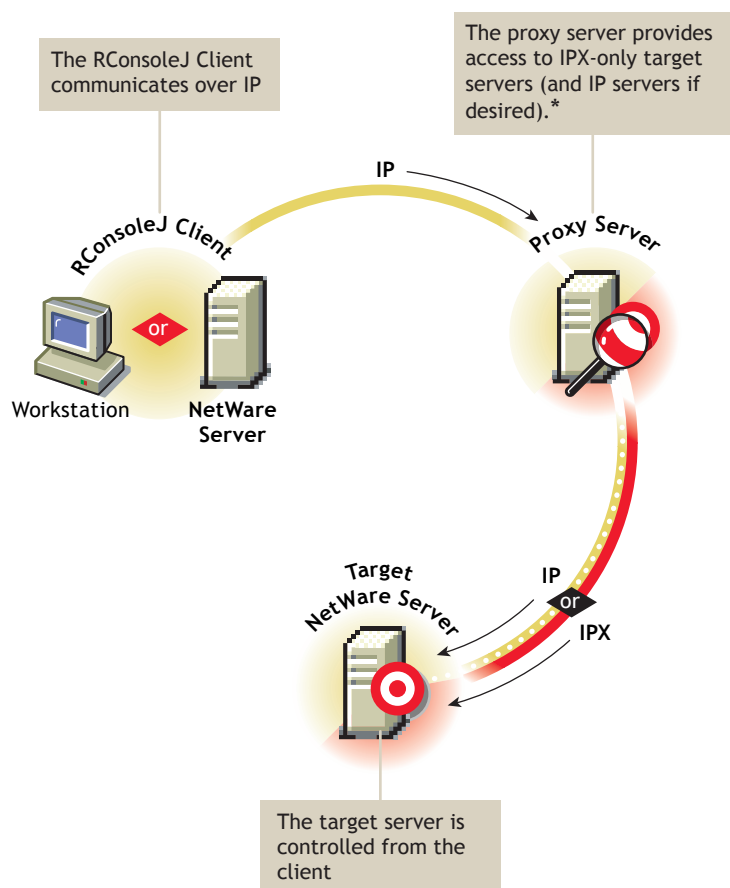 The RConsoleJ Client
communicates over IP
The proxy server provides
access to IPX-only target
servers (and IP servers if
desired).*
IP
RConsoleJ Client
Proxy Server
or
Workstation
NetWare
Server
Target
NetWare Server
IP
or
IPX
The target server is
controlled from the
client